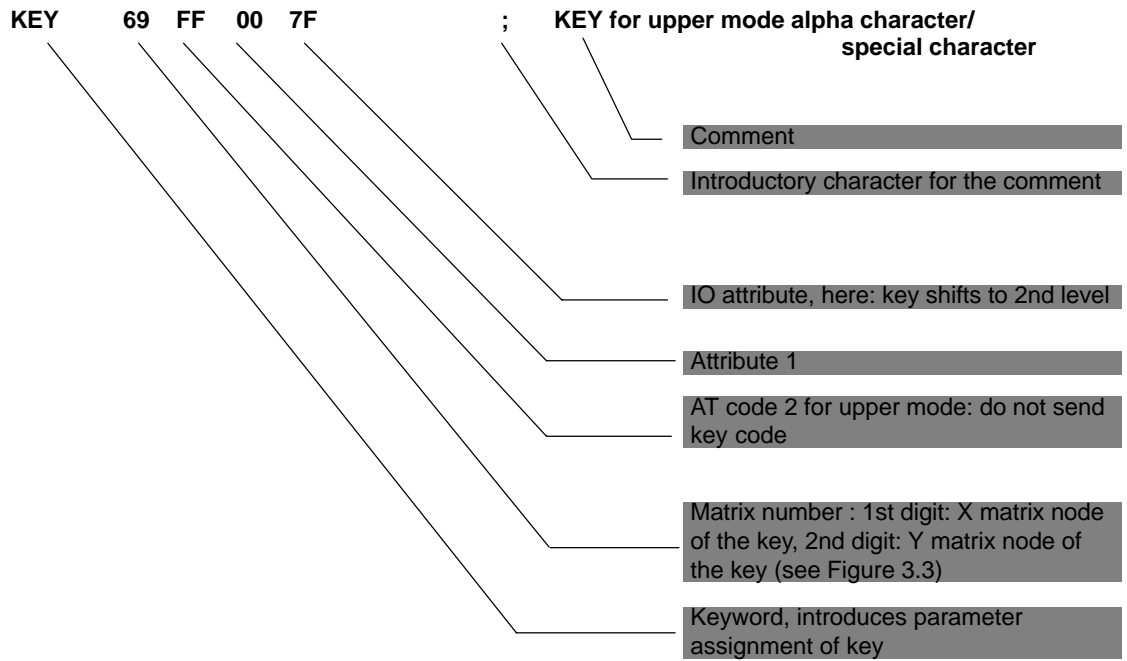 KEY 69 FF 00 7F ; KEY for upper mode alpha character/
special character
Comment
Introductory character for the comment
IO attribute, here: key shifts to 2nd level
Attribute 1
AT code 2 for upper mode: do not send
key code
Matrix number : 1st digit: X matrix node
of the key, 2nd digit: Y matrix node of
the key (see Figure 3.3)
Keyword, introduces parameter
assignment of key